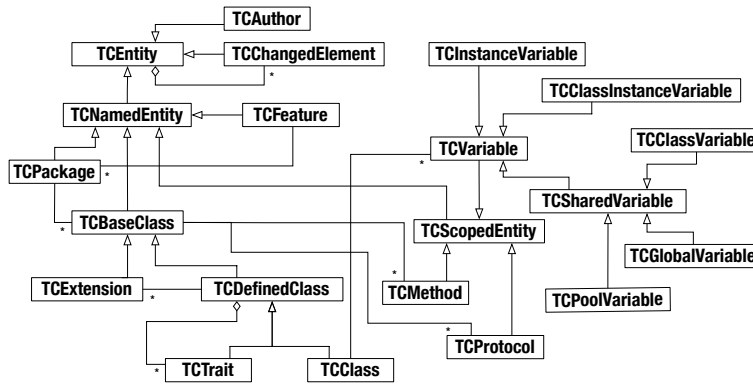 TCAuthor
TCEntity
TCChangedElement
*
TCInstanceVariable
TCClassInstanceVariable
TCNamedEntity
TCFeature
TCVariable
*
TCClassVariable
TCPackage
*
TCSharedVariable
*
TCBaseClass
TCScopedEntity
TCGlobalVariable
TCExtension
*
TCDefinedClass
*
TCMethod
TCPoolVariable
*
TCProtocol
*
TCTrait
TCClass